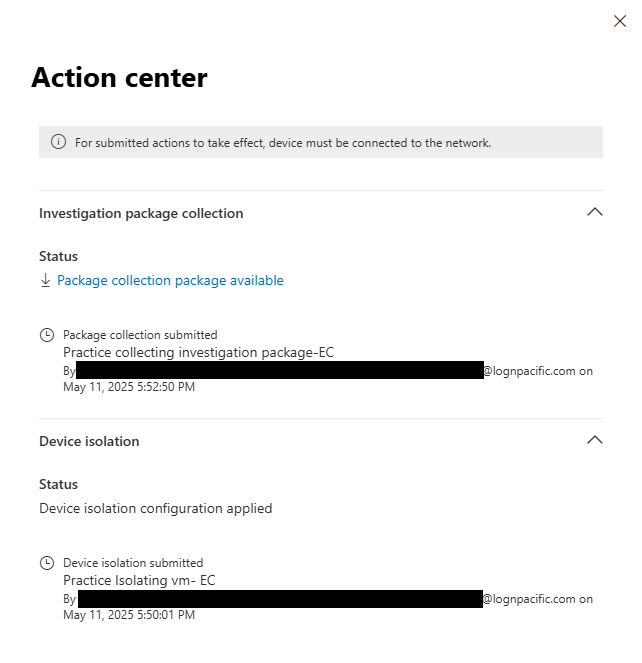 Action center
For submitted actions to take effect, device must be connected to the network.
Investigation package collection
Status
Package collection package available
Package collection submitted
Practice collecting investigation package-EC
By @lognpacific.com on
May 11, 2025 5:52:50 PM
Device isolation
Status
Device isolation configuration applied
Device isolation submitted
Practice Isolating vm- EC
By @lognpacific.com on
May 11, 2025 5:50:01 PM